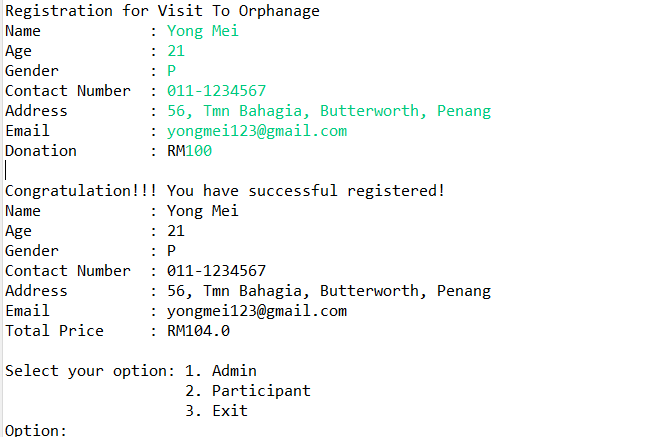 Registration for Visit To Orphanage
Name : Yong Mei
Age : 21
Gender : P
Contact Number : 011-1234567
Address : 56, Tmn Bahagia, Butterworth, Penang
Email : yongmei123@gmail.com
Donation : RM100
Congratulation!!! You have successful registered!
Name : Yong Mei
Age : 21
Gender : P
Contact Number : 011-1234567
Address : 56, Tmn Bahagia, Butterworth, Penang
Email : yongmei123@gmail.com
Total Price : RM104.0
Select your option: 1. Admin
2. Participant
3. Exit
Option: